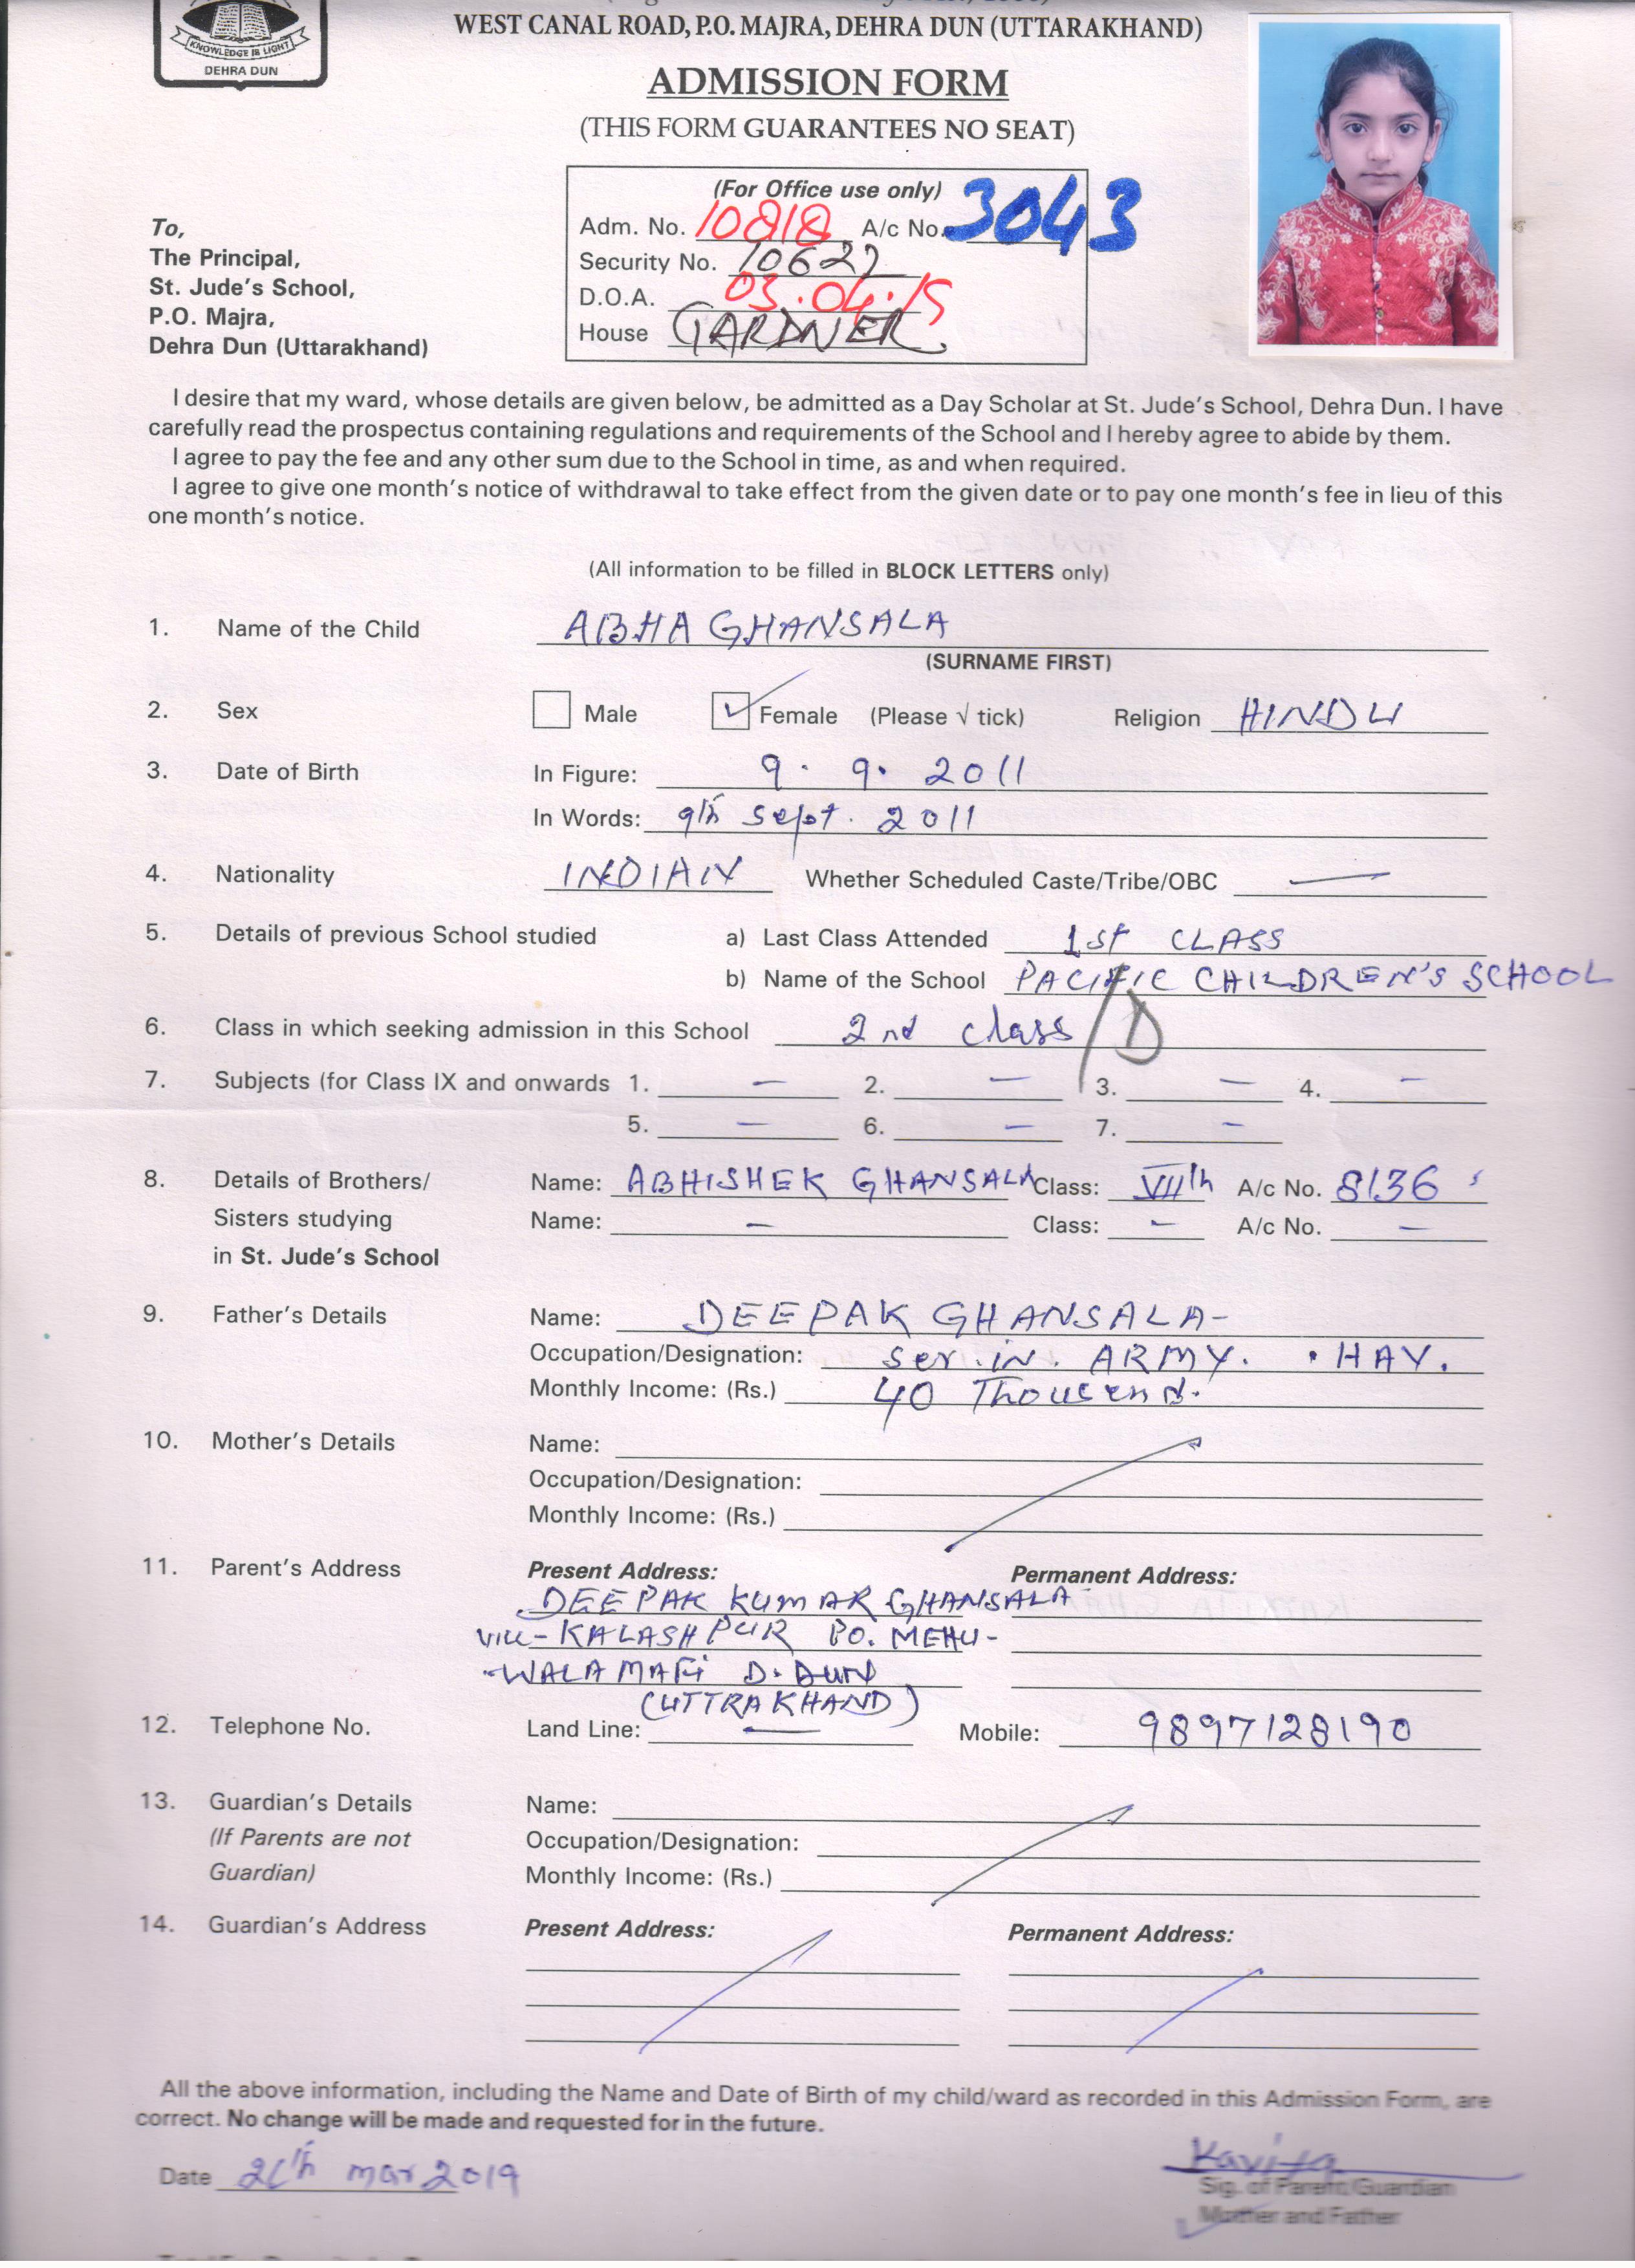 KNOWLEDGE IS LIGHT
DEHRA DUN
WEST CANAL ROAD, P.O. MAJRA, DEHRA DUN (UTTARAKHAND)
ADMISSION FORM
(THIS FORM GUARANTEES NO SEAT)
(For Office use only)
Adm. No. 10818 A/c No. 3043
Security No. 10622
D.O.A. 03.04.19
House GARDNER
To,
The Principal,
St. Jude's School,
P.O. Majra,
Dehra Dun (Uttarakhand)
I desire that my ward, whose details are given below, be admitted as a Day Scholar at St. Jude's School, Dehra Dun. I have
carefully read the prospectus containing regulations and requirements of the School and I hereby agree to abide by them.
I agree to pay the fee and any other sum due to the School in time, as and when required.
I agree to give one month's notice of withdrawal to take effect from the given date or to pay one month's fee in lieu of this
one month's notice.
(All information to be filled in BLOCK LETTERS only)
1. Name of the Child ABHA GHANSALA
(SURNAME FIRST)
2. Sex Male Female (Please √ tick) Religion HINDU
3. Date of Birth In Figure: 9. 9. 2011
In Words: 9th Sept. 2011
4. Nationality INDIAN Whether Scheduled Caste/Tribe/OBC —
5. Details of previous School studied a) Last Class Attended 1st CLASS
b) Name of the School PACIFIC CHILDREN'S SCHOOL
6. Class in which seeking admission in this School 2nd class /D
7. Subjects (for Class IX and onwards 1. — 2. — 3. — 4. —
5. — 6. — 7. —
8. Details of Brothers/ Name: ABHISHEK GHANSALA Class: VIIth A/c No. 8136
Sisters studying Name: — Class: — A/c No. —
in St. Jude's School
9. Father's Details Name: DEEPAK GHANSALA
Occupation/Designation: Ser. in. ARMY. HAV.
Monthly Income: (Rs.) 40 Thousend.
10. Mother's Details Name:
Occupation/Designation:
Monthly Income: (Rs.)
11. Parent's Address Present Address: Permanent Address:
DEEPAK KUMAR GHANSALA
VILL- KALASHPUR PO. MEHU-
-WALA MAFI D. DUN
(UTTRAKHAND)
12. Telephone No. Land Line: — Mobile: 9897128190
13. Guardian's Details Name:
(If Parents are not Occupation/Designation:
Guardian) Monthly Income: (Rs.)
14. Guardian's Address Present Address: Permanent Address:
All the above information, including the Name and Date of Birth of my child/ward as recorded in this Admission Form, are
correct. No change will be made and requested for in the future.
Date mar 2019
Kavita
Sig. of Parent/Guardian
Mother and Father